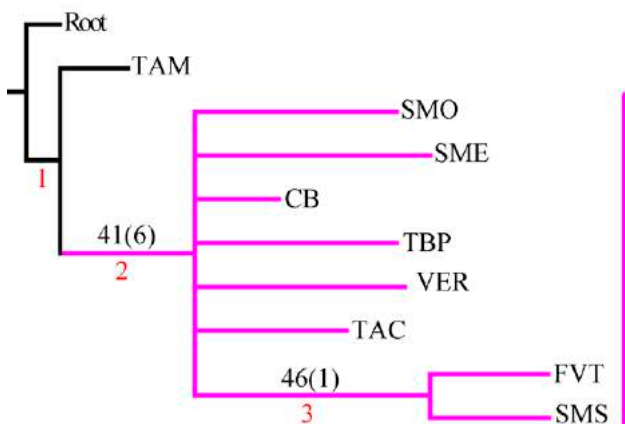 Root
TAM
SMO
SME
1
CB
41(6)
TBP
2
VER
TAC
46(1)
FVT
3
SMS